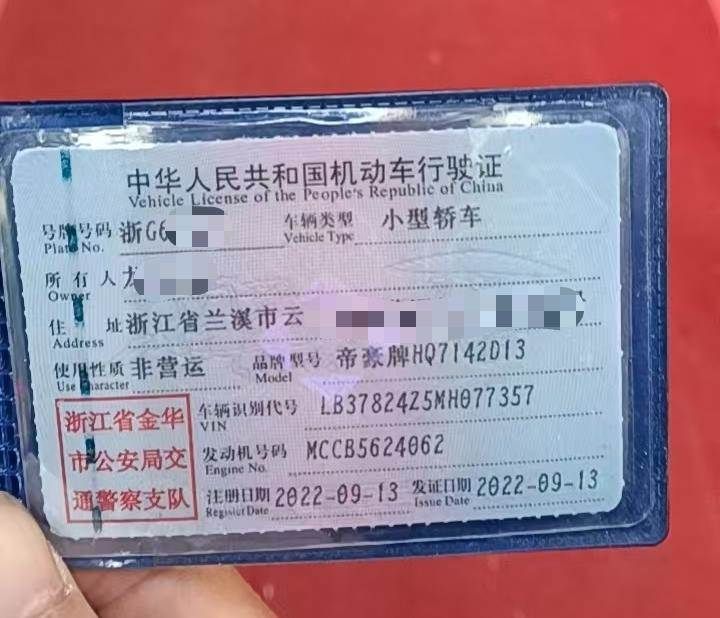 中华人民共和国机动车行驶证
Vehicle License of the People's Republic of China
号牌号码 浙G6 车辆类型 小型轿车
Plate No. Vehicle Type
所有人
Owner
住址 浙江省兰溪市云
Address
使用性质 非营运 品牌型号 帝豪牌HQ7142D13
Use Character Model
浙江省金华
市公安局交
通警察支队
车辆识别代号 LB37824Z5MH077357
VIN
发动机号码 MCCB5624062
Engine No.
注册日期 2022-09-13 发证日期 2022-09-13
Register Date Issue Date